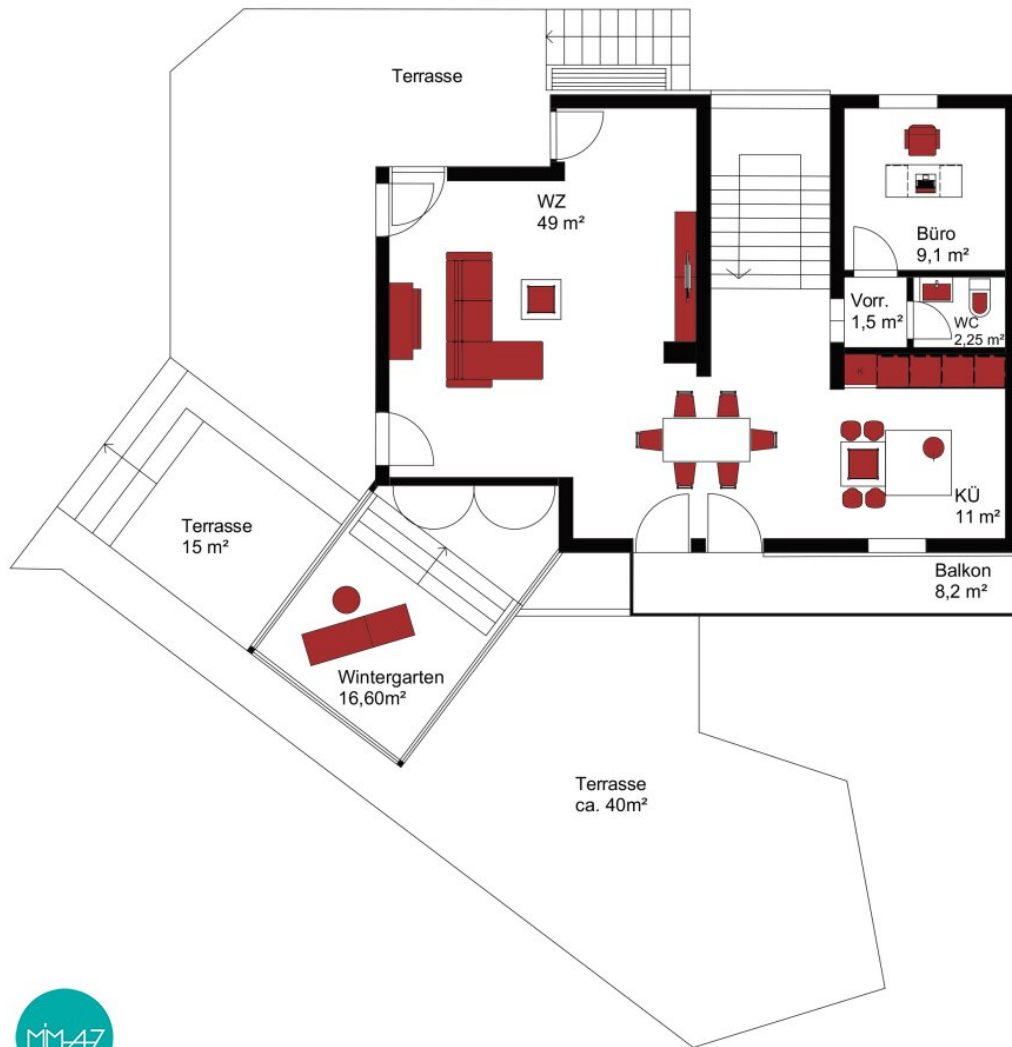 Terrasse
WZ
49 m²
Büro
9,1 m²
Vorr.
1,5 m²
WC
2,25 m²
K
KÜ
11 m²
Terrasse
15 m²
Balkon
8,2 m²
Wintergarten
16,60m²
Terrasse
ca. 40m²
MIMA7